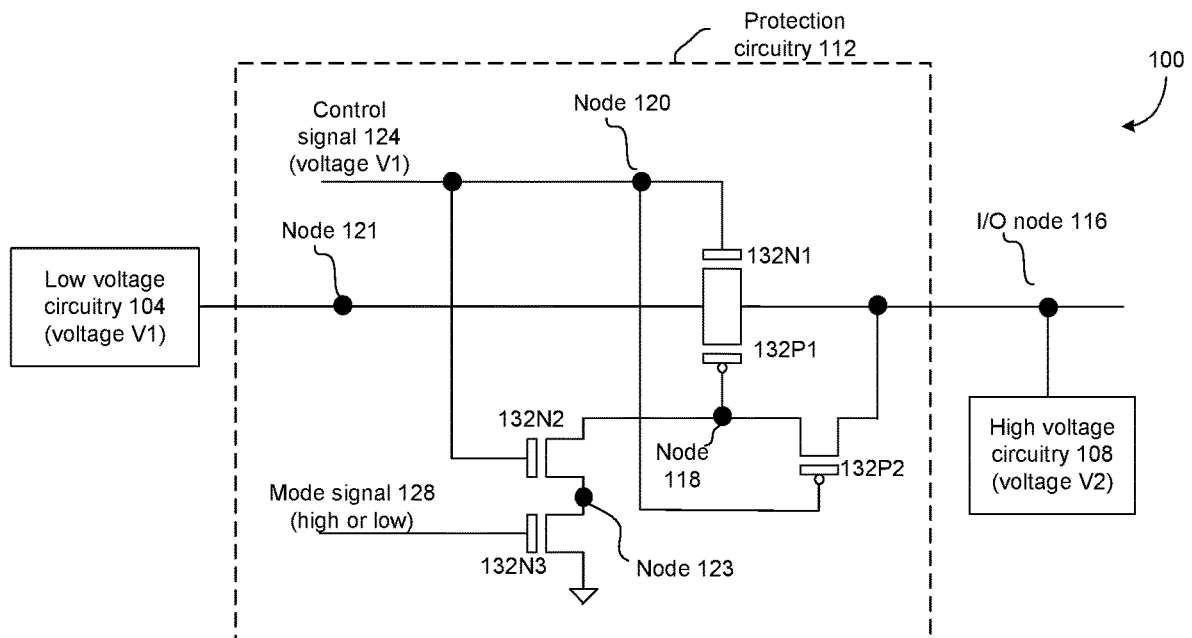 Protection
circuitry 112
100
Control
signal 124
(voltage V1)
Node 120
Node 121
I/O node 116
Low voltage
circuitry 104
(voltage V1)
132N1
132P1
132N2
Node
118
132P2
High voltage
circuitry 108
(voltage V2)
Mode signal 128
(high or low)
132N3
Node 123